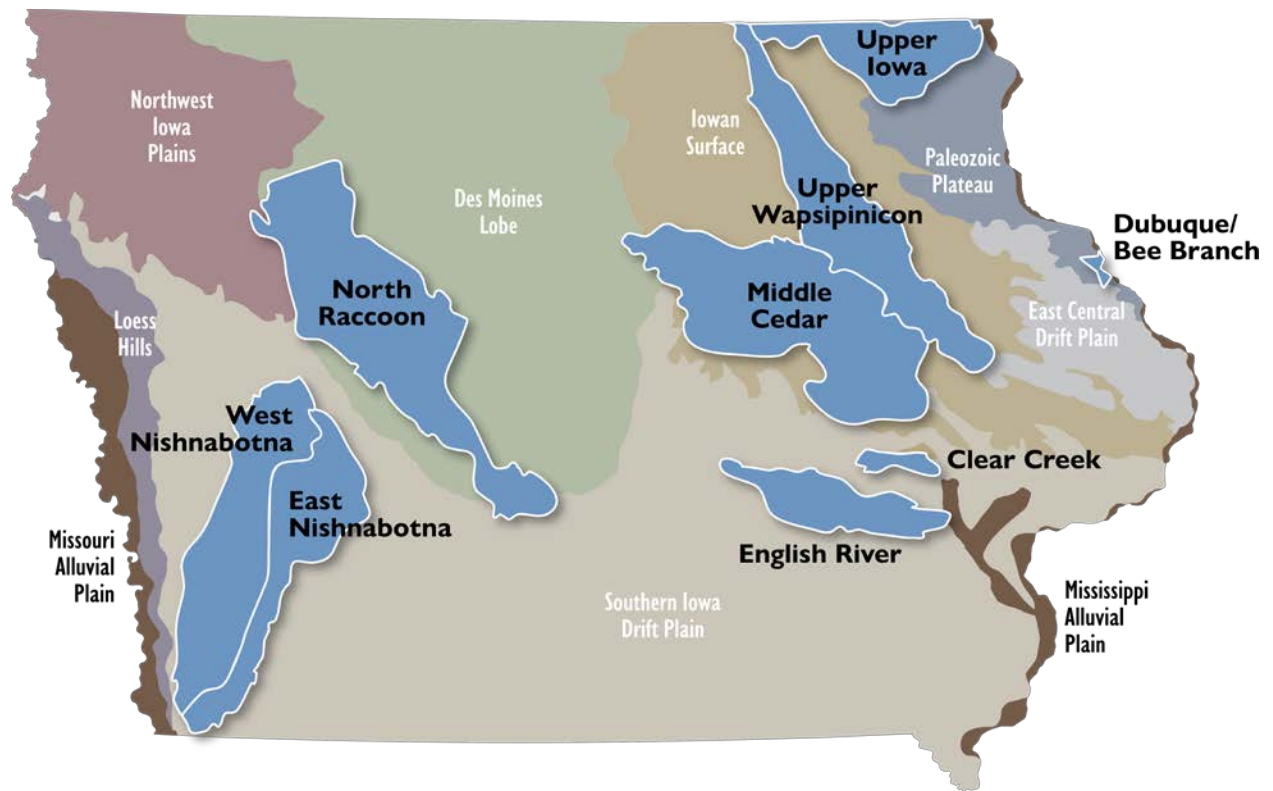 Upper
Iowa
Northwest
Iowa
Plains
Iowan
Surface
Paleozoic
Plateau
Des Moines
Lobe
Upper
Wapsipinicon
Dubuque/
Bee Branch
North
Raccoon
Middle
Cedar
Loess
Hills
East Central
Drift Plain
West
Nishnabotna
Clear Creek
East
Nishnabotna
Missouri
Alluvial
Plain
English River
Southern Iowa
Drift Plain
Mississippi
Alluvial
Plain